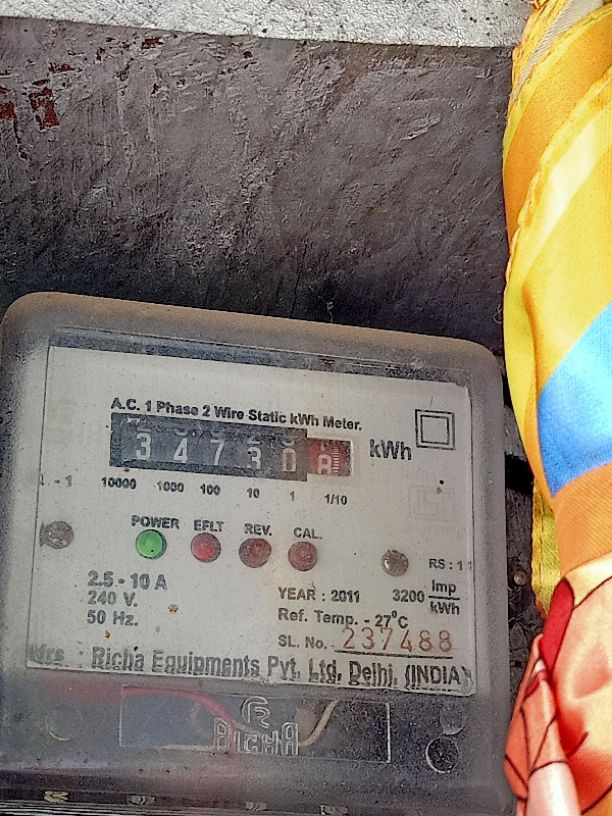 A.C. 1 Phase 2 Wire Static kWh Meter.
3 4 7 3 0 8 kWh
10000 1000 100 10 1 1/10
POWER EFLT REV. CAL.
2.5 - 10 A
240 V.
50 Hz.
YEAR : 2011 3200 Imp/kWh
Ref. Temp. - 27°C
SL. No. 237488
Richa Equipments Pvt. Ltd. Delhi. (INDIA)
RICHA